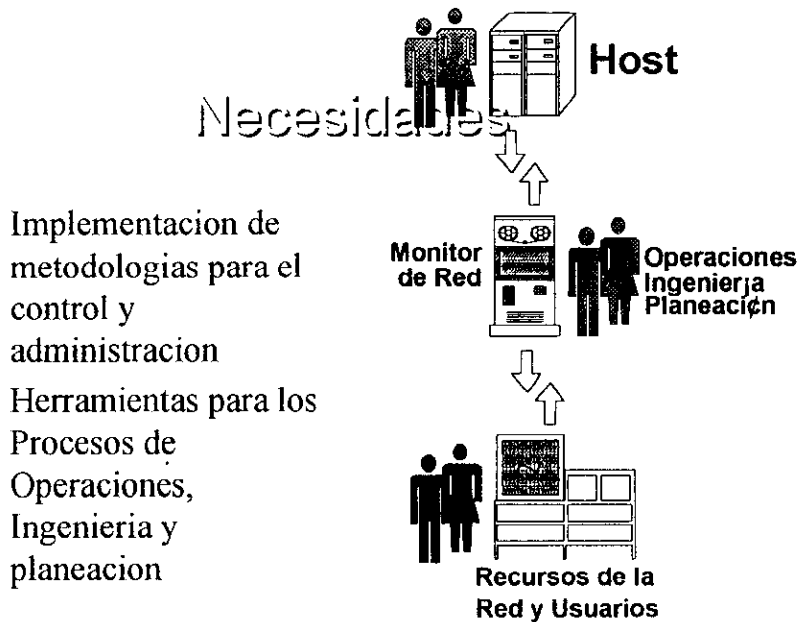 Necesidades
Implementacion de
metodologias para el
control y
administracion
Herramientas para los
Procesos de
Operaciones,
Ingenieria y
planeacion
Host
Monitor
de Red
Operaciones
Ingenierja
Planeací¢n
Recursos de la
Red y Usuarios